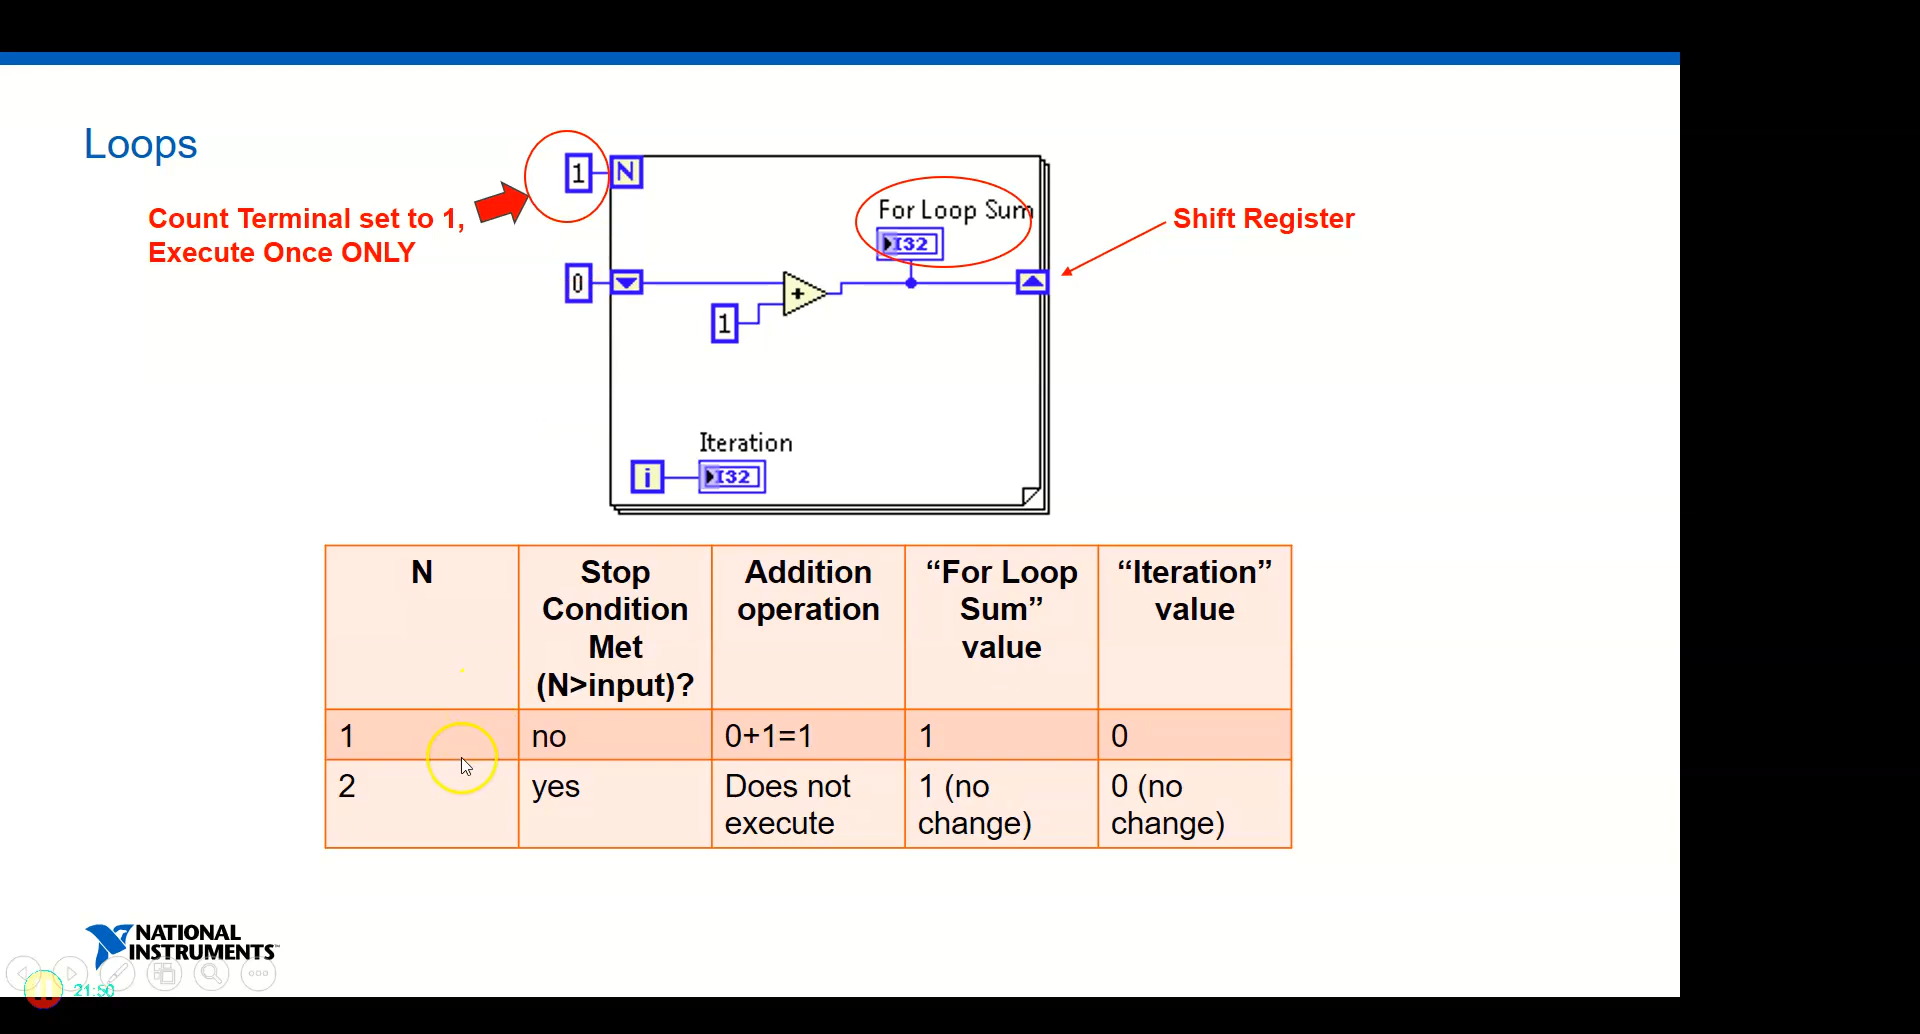 Loops
Count Terminal set to 1,
Execute Once ONLY
1
N
For Loop Sum
I32
Shift Register
0
+
1
Iteration
i
I32
N
Stop
Condition
Met
(N>input)?
Addition
operation
“For Loop
Sum”
value
“Iteration”
value
1
no
0+1=1
1
0
2
yes
Does not
execute
1 (no
change)
0 (no
change)
NATIONAL
INSTRUMENTS™
21:50